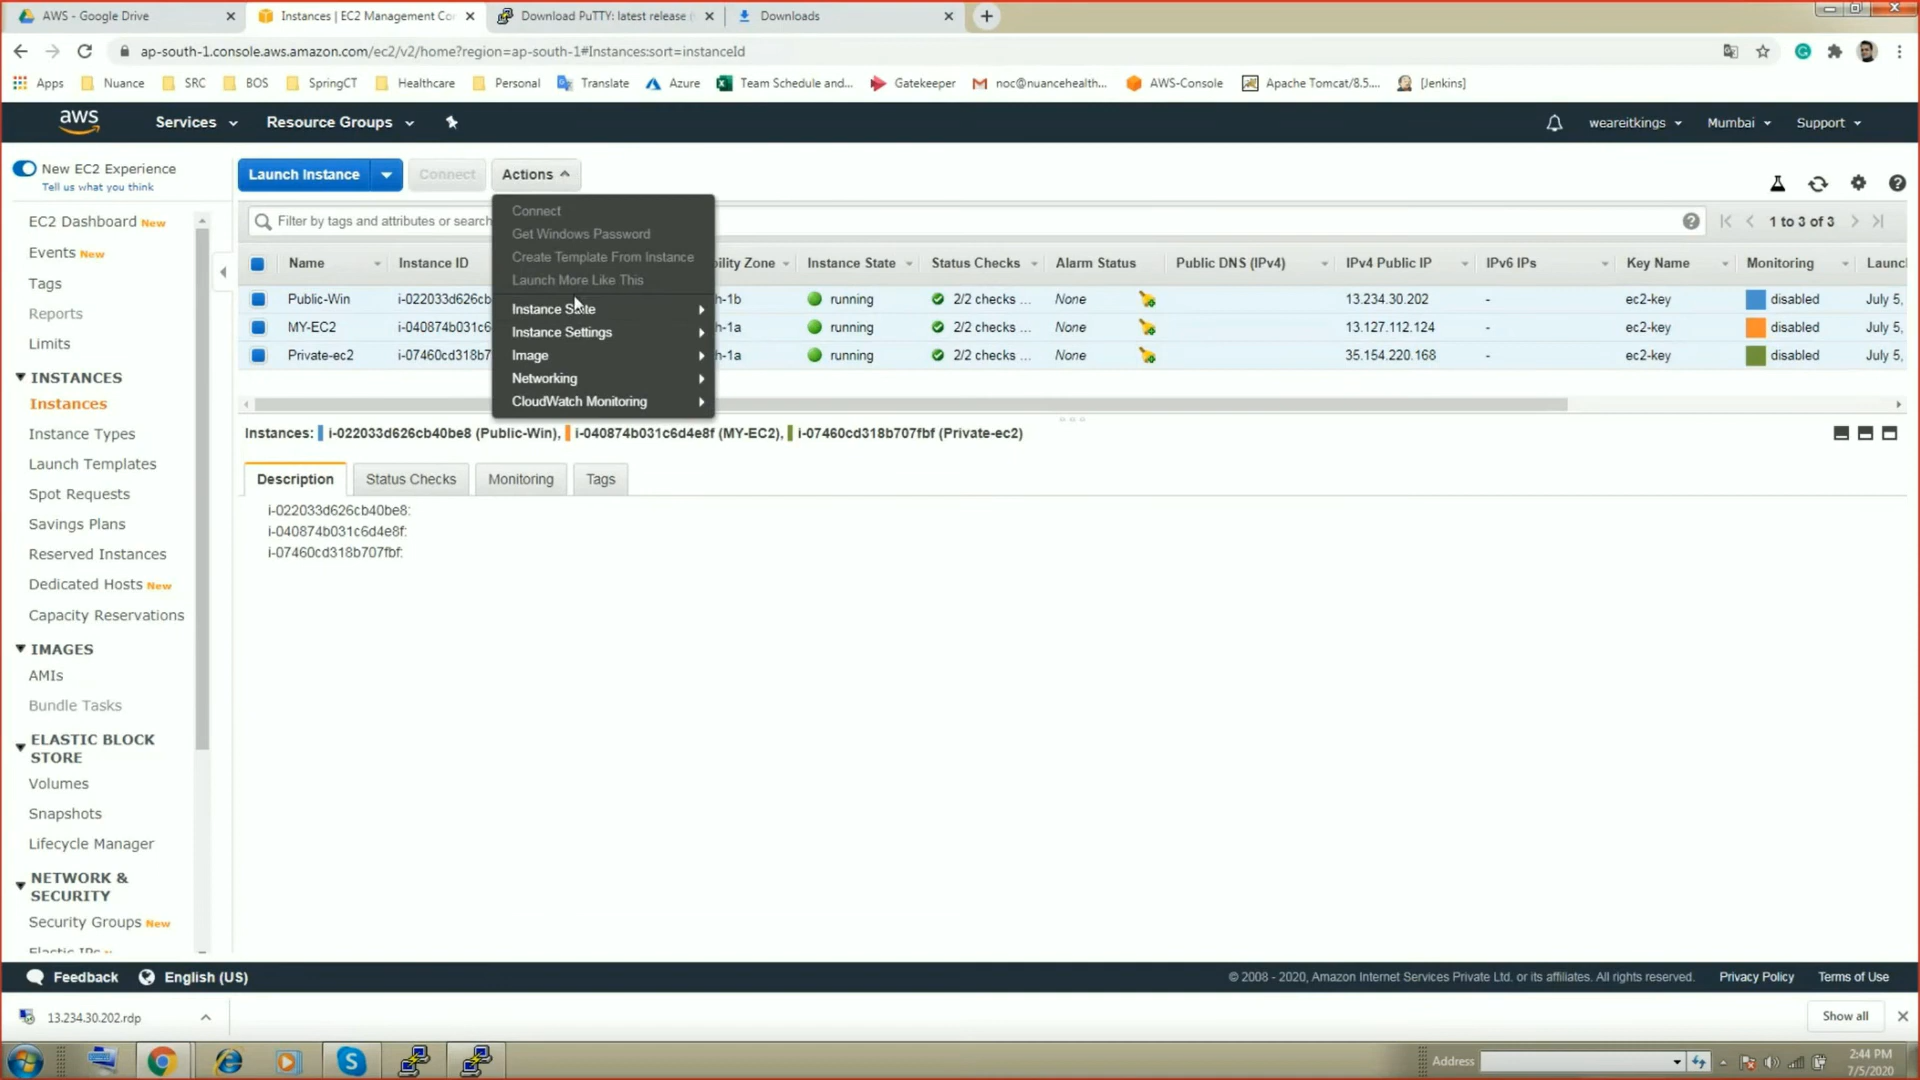 AWS - Google Drive
Instances | EC2 Management Con
Download PuTTY: latest release (
Downloads
ap-south-1.console.aws.amazon.com/ec2/v2/home?region=ap-south-1#Instances:sort=instanceId
Apps Nuance SRC BOS SpringCT Healthcare Personal Translate Azure Team Schedule and... Gatekeeper noc@nuancehealth... AWS-Console Apache Tomcat/8.5.... [Jenkins]
aws Services Resource Groups weareitkings Mumbai Support
New EC2 Experience
Tell us what you think
EC2 Dashboard New
Events New
Tags
Reports
Limits
INSTANCES
Instances
Instance Types
Launch Templates
Spot Requests
Savings Plans
Reserved Instances
Dedicated Hosts New
Capacity Reservations
IMAGES
AMIs
Bundle Tasks
ELASTIC BLOCK
STORE
Volumes
Snapshots
Lifecycle Manager
NETWORK &
SECURITY
Security Groups New
Launch Instance Connect Actions
Connect
Get Windows Password
Create Template From Instance
Launch More Like This
Instance State
Instance Settings
Image
Networking
CloudWatch Monitoring
Filter by tags and attributes or search
1 to 3 of 3
Name Instance ID bility Zone Instance State Status Checks Alarm Status Public DNS (IPv4) IPv4 Public IP IPv6 IPs Key Name Monitoring Launc
Public-Win i-022033d626cb h-1b running 2/2 checks ... None 13.234.30.202 - ec2-key disabled July 5,
MY-EC2 i-040874b031c6 h-1a running 2/2 checks ... None 13.127.112.124 - ec2-key disabled July 5,
Private-ec2 i-07460cd318b7 h-1a running 2/2 checks ... None 35.154.220.168 - ec2-key disabled July 5,
Instances: i-022033d626cb40be8 (Public-Win), i-040874b031c6d4e8f (MY-EC2), i-07460cd318b707fbf (Private-ec2)
Description Status Checks Monitoring Tags
i-022033d626cb40be8:
i-040874b031c6d4e8f:
i-07460cd318b707fbf:
Feedback English (US)
© 2008 - 2020, Amazon Internet Services Private Ltd. or its affiliates. All rights reserved. Privacy Policy Terms of Use
13.234.30.202.rdp
Show all
Address
2:44 PM
7/5/2020